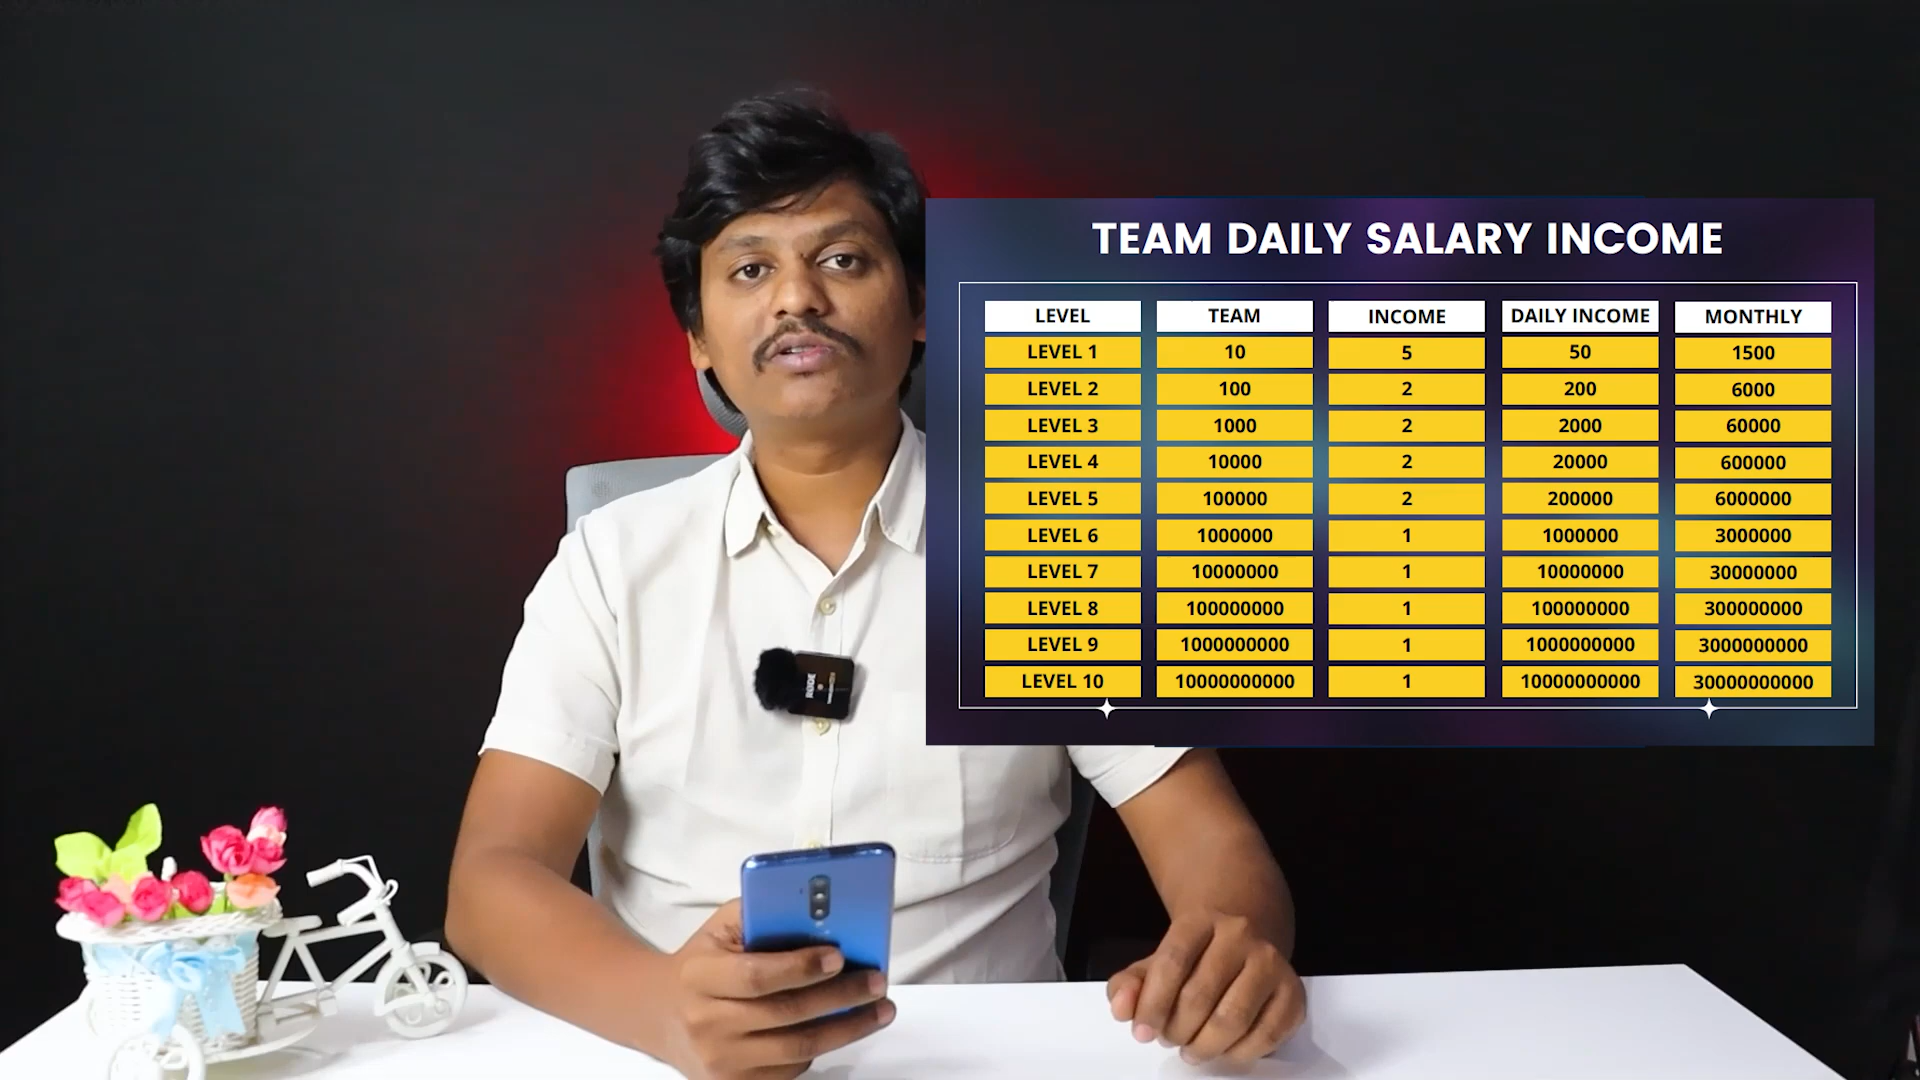 TEAM DAILY SALARY INCOME
LEVEL TEAM INCOME DAILY INCOME MONTHLY
LEVEL 1 10 5 50 1500
LEVEL 2 100 2 200 6000
LEVEL 3 1000 2 2000 60000
LEVEL 4 10000 2 20000 600000
LEVEL 5 100000 2 200000 6000000
LEVEL 6 1000000 1 1000000 3000000
LEVEL 7 10000000 1 10000000 30000000
LEVEL 8 100000000 1 100000000 300000000
LEVEL 9 1000000000 1 1000000000 3000000000
LEVEL 10 10000000000 1 10000000000 30000000000
RØDE